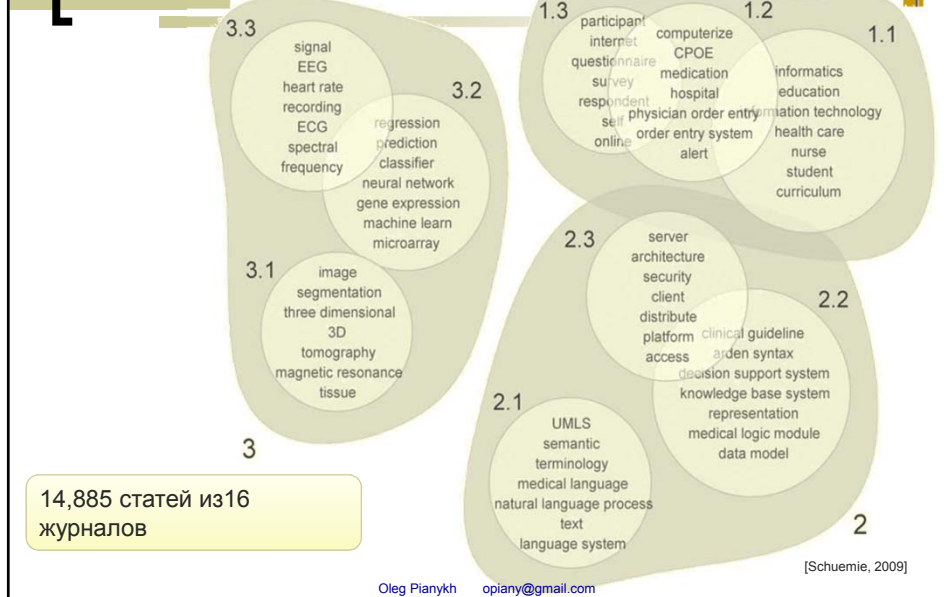 3.3
signal
EEG
heart rate
recording
ECG
spectral
frequency
3.2
regression
prediction
classifier
neural network
gene expression
machine learn
microarray
3.1
image
segmentation
three dimensional
3D
tomography
magnetic resonance
tissue
3
1.3
participant
internet
questionnaire
survey
respondent
self
online
1.2
computerize
CPOE
medication
hospital
physician order entry
order entry system
alert
1.1
informatics
education
information technology
health care
nurse
student
curriculum
2.3
server
architecture
security
client
distribute
platform
access
2.2
clinical guideline
arden syntax
decision support system
knowledge base system
representation
medical logic module
data model
2.1
UMLS
semantic
terminology
medical language
natural language process
text
language system
2
14,885 статей из16
журналов
[Schuemie, 2009]
Oleg Pianykh opiany@gmail.com